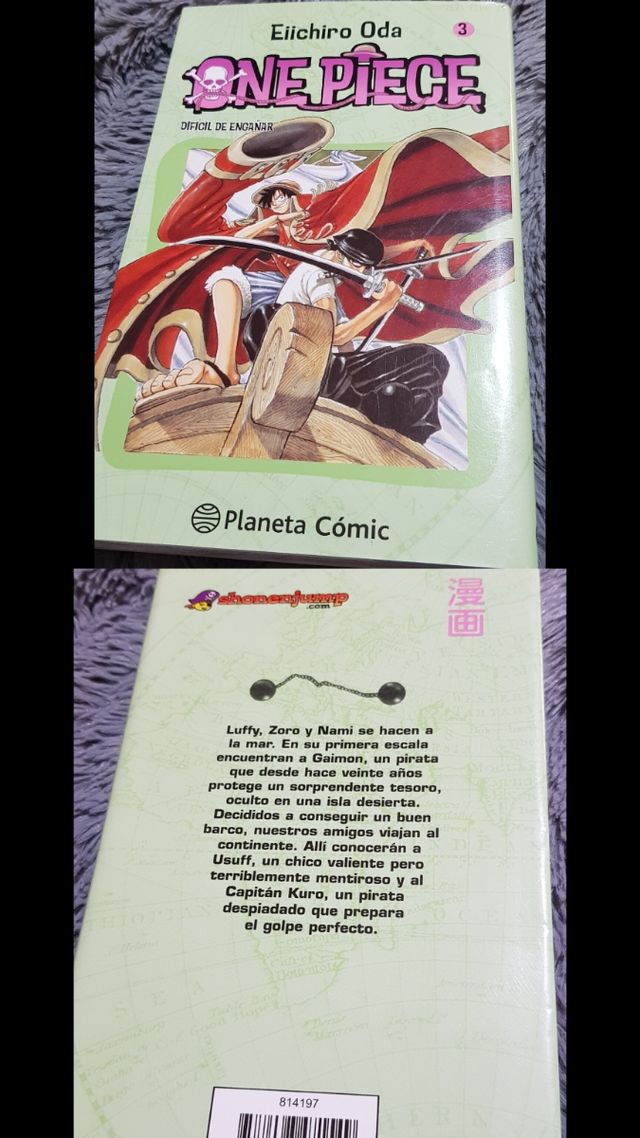 Eiichiro Oda
3
ONE PIECE
DIFÍCIL DE ENGAÑAR
Planeta Cómic
shonenjump
.com
漫画
Luffy, Zoro y Nami se hacen a
la mar. En su primera escala
encuentran a Gaimon, un pirata
que desde hace veinte años
protege un sorprendente tesoro,
oculto en una isla desierta.
Decididos a conseguir un buen
barco, nuestros amigos viajan al
continente. Allí conocerán a
Usuff, un chico valiente pero
terriblemente mentiroso y al
Capitán Kuro, un pirata
despiadado que prepara
el golpe perfecto.
814197